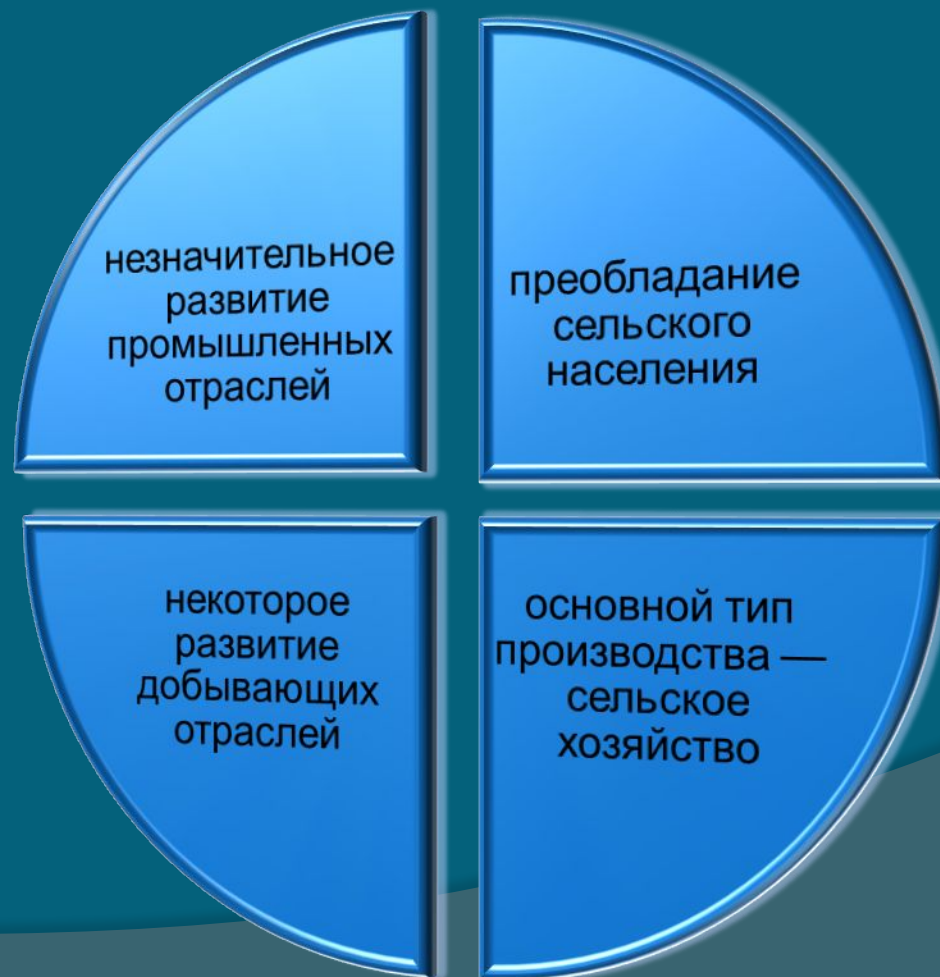 незначительное
развитие
промышленных
отраслей
преобладание
сельского
населения
некоторое
развитие
добывающих
отраслей
основной тип
производства —
сельское
хозяйство